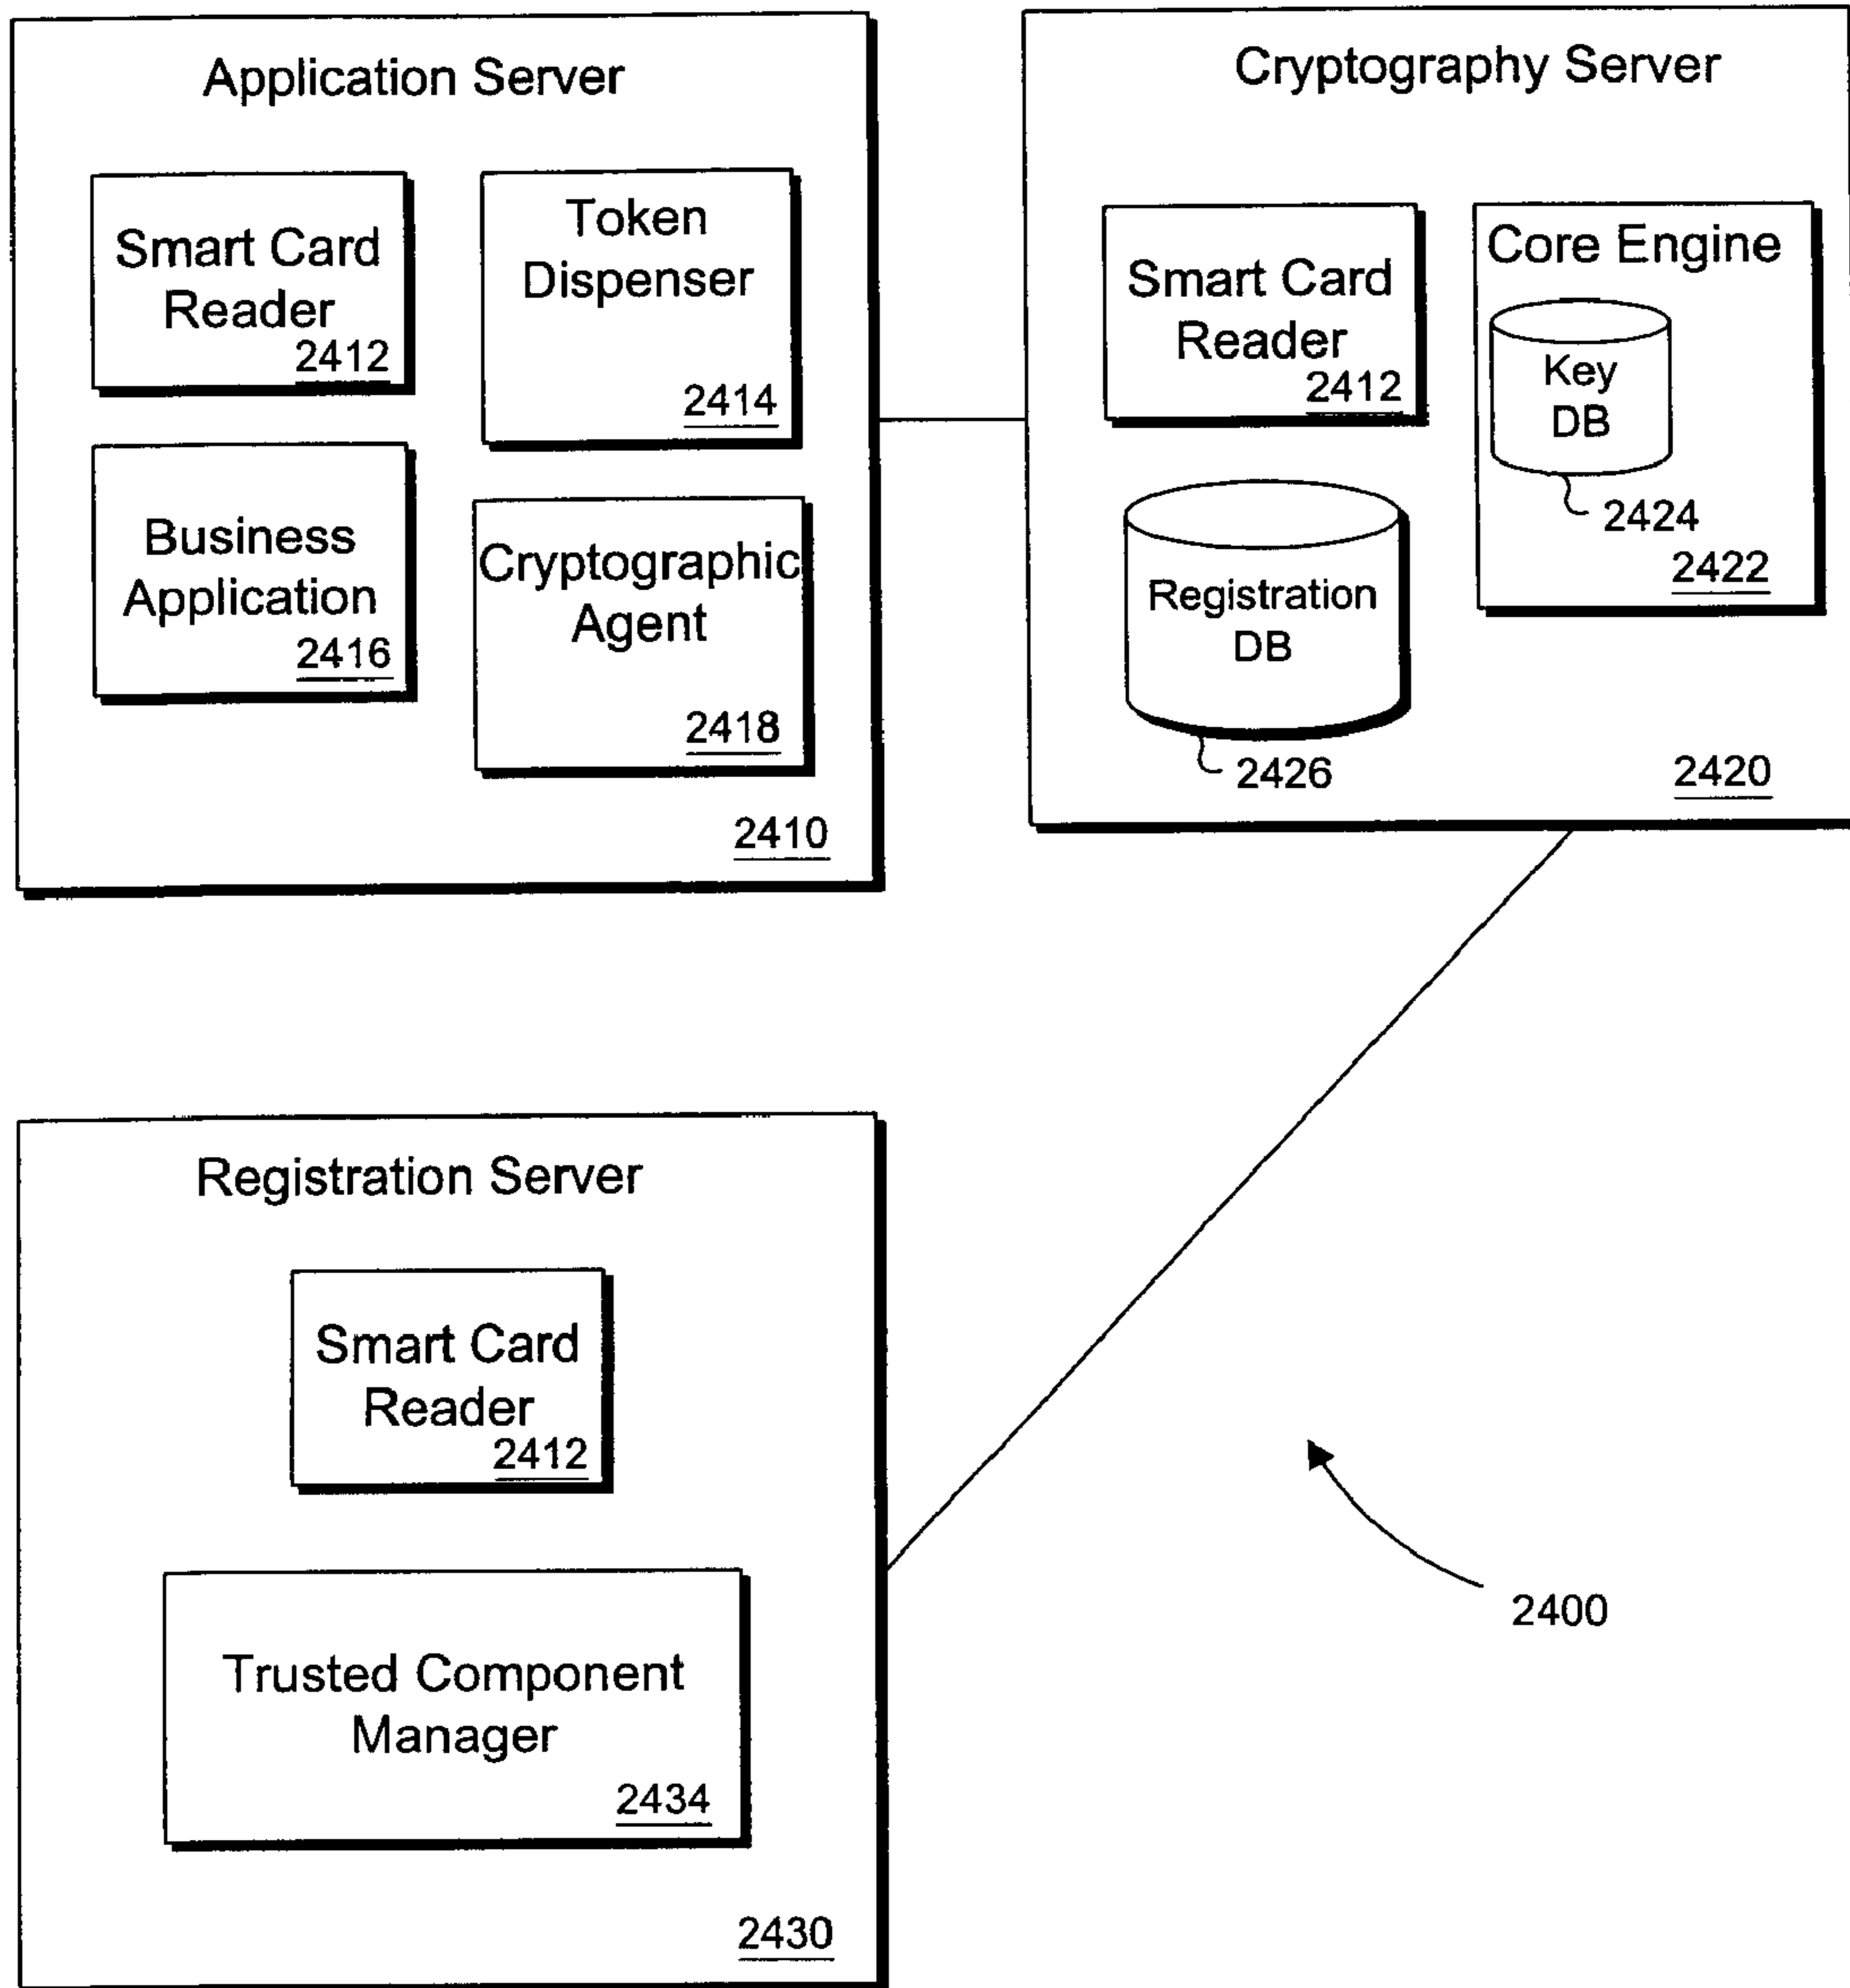 Application Server
Smart Card
Reader
2412
Token
Dispenser
2414
Business
Application
2416
Cryptographic
Agent
2418
2410
Cryptography Server
Smart Card
Reader
2412
Core Engine
Key
DB
2424
2422
Registration
DB
2426
2420
Registration Server
Smart Card
Reader
2412
Trusted Component
Manager
2434
2430
2400